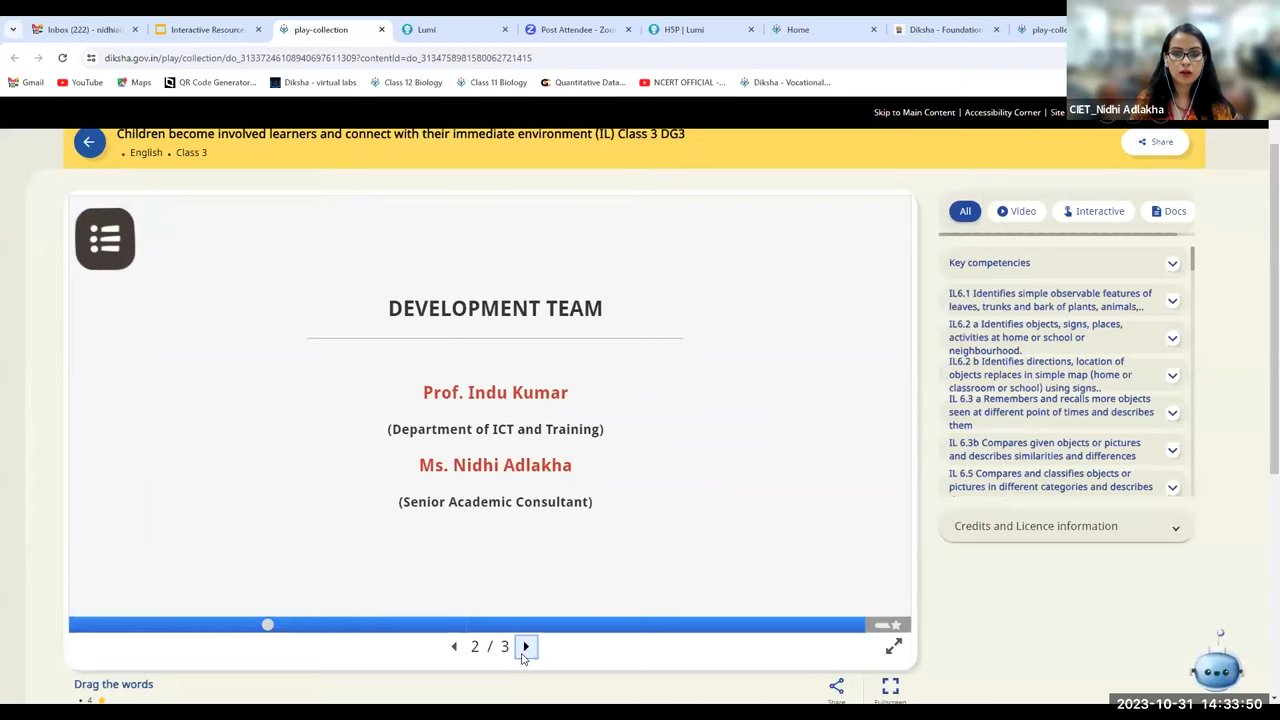 Inbox (222) - nidhiad
Interactive Resource
play-collection
Lumi
Post Attendee - Zoo
H5P | Lumi
Home
Diksha - Foundation
play-colle
diksha.gov.in/play/collection/do_31337246108940697611309?contentId=do_3134758981580062721415
Gmail
YouTube
Maps
QR Code Generator...
Diksha - virtual labs
Class 12 Biology
Class 11 Biology
Quantitative Data...
NCERT OFFICIAL -...
Diksha - Vocational...
CIET_Nidhi Adlakha
Skip to Main Content | Accessibility Corner | Site
Children become involved learners and connect with their immediate environment (IL) Class 3 DG3
• English • Class 3
Share
All
Video
Interactive
Docs
DEVELOPMENT TEAM
Prof. Indu Kumar
(Department of ICT and Training)
Ms. Nidhi Adlakha
(Senior Academic Consultant)
Key competencies
IL6.1 Identifies simple observable features of
leaves, trunks and bark of plants, animals,..
IL6.2 a Identifies objects, signs, places,
activities at home or school or
neighbourhood.
IL6.2 b Identifies directions, location of
objects replaces in simple map (home or
classroom or school) using signs..
IL 6.3 a Remembers and recalls more objects
seen at different point of times and describes
them
IL 6.3b Compares given objects or pictures
and describes similarities and differences
IL 6.5 Compares and classifies objects or
pictures in different categories and describes
Credits and Licence information
2 / 3
Drag the words
• 4
Share
Fullscreen
2023-10-31 14:33:50